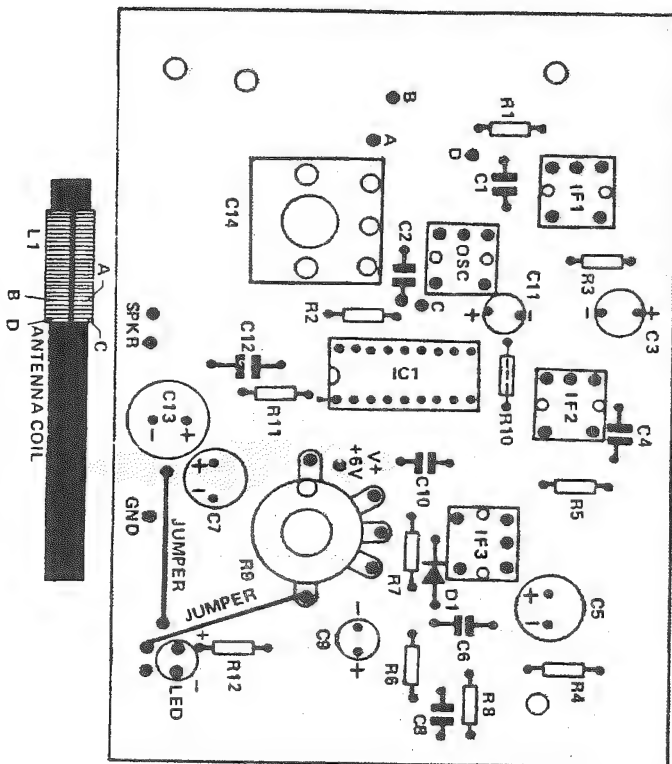 R1
B
A
D
C1
IF1
C14
C2
OSC
C11
R3
C
+
-
-
+
C3
R2
L1
A
B
D
C
ANTENNA COIL
SPKR
C12
IC1
R10
IF2
C4
R11
C13
-
+
+
-
C7
V+
+6V
C10
R5
GND
JUMPER
R9
R7
D1
IF3
C5
+
-
JUMPER
+
-
LED
R12
-
+
C9
C6
R6
C8
R8
R4